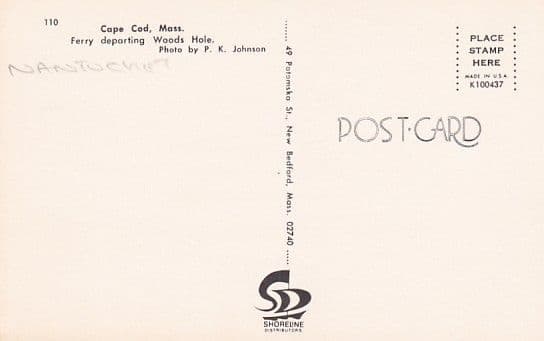 110
Cape Cod, Mass.
Ferry departing Woods Hole.
Photo by P. K. Johnson
NANTUCKET
..... 49 Potomska St., New Bedford, Mass. 02740 .....
SHORELINE
DISTRIBUTORS
PLACE
STAMP
HERE
MADE IN U.S.A.
K100437
POST·CARD